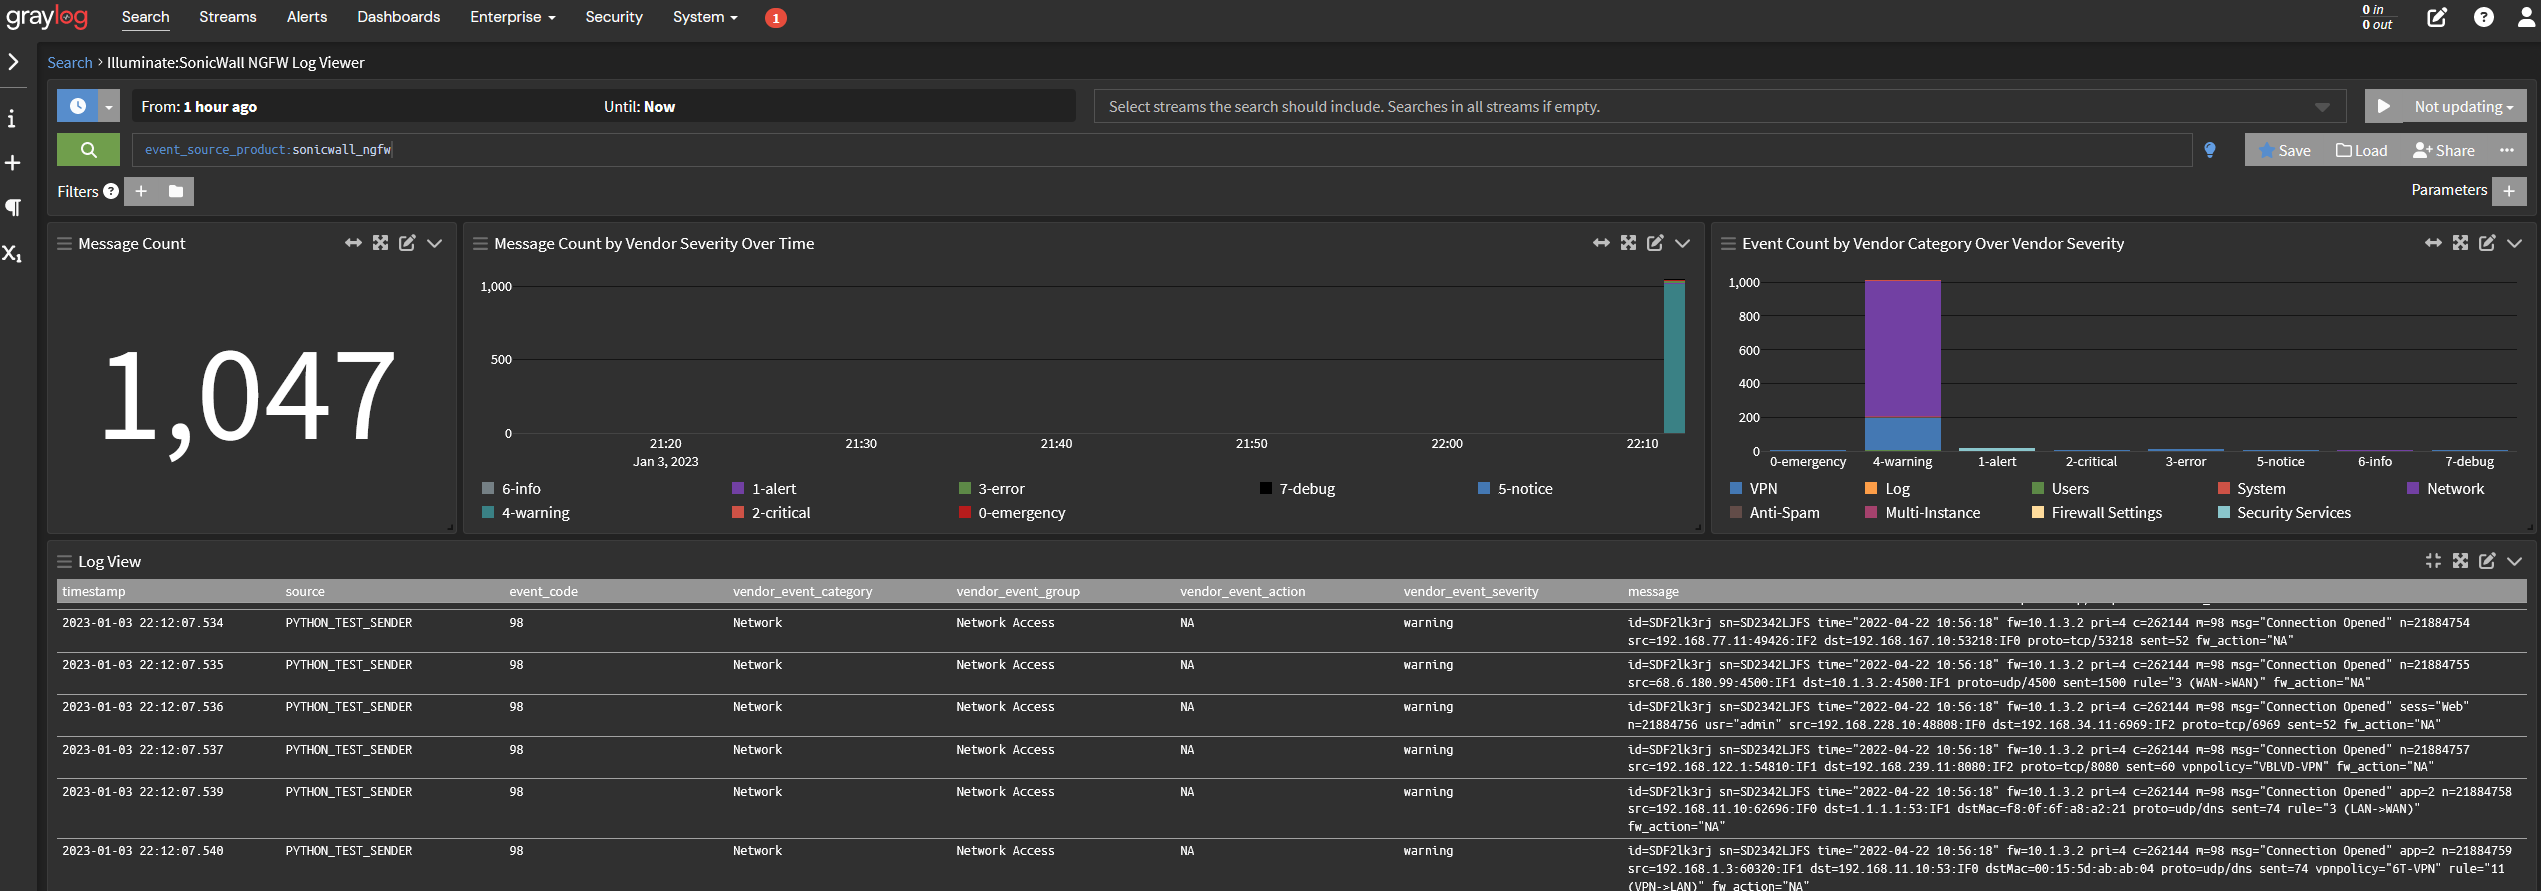 graylog Search Streams Alerts Dashboards Enterprise Security System 1 0 in
0 out
Search › Illuminate:SonicWall NGFW Log Viewer
From: 1 hour ago Until: Now Select streams the search should include. Searches in all streams if empty. Not updating
event_source_product:sonicwall_ngfw Save Load Share ···
Filters ? + Parameters +
Message Count
1,047
Message Count by Vendor Severity Over Time
1,000
500
0
21:20 21:30 21:40 21:50 22:00 22:10
Jan 3, 2023
6-info 1-alert 3-error 7-debug 5-notice
4-warning 2-critical 0-emergency
Event Count by Vendor Category Over Vendor Severity
1,000
800
600
400
200
0
0-emergency 4-warning 1-alert 2-critical 3-error 5-notice 6-info 7-debug
VPN Log Users System Network
Anti-Spam Multi-Instance Firewall Settings Security Services
Log View
timestamp source event_code vendor_event_category vendor_event_group vendor_event_action vendor_event_severity message
2023-01-03 22:12:07.534 PYTHON_TEST_SENDER 98 Network Network Access NA warning id=SDF2lk3rj sn=SD2342LJFS time="2022-04-22 10:56:18" fw=10.1.3.2 pri=4 c=262144 m=98 msg="Connection Opened" n=21884754
src=192.168.77.11:49426:IF2 dst=192.168.167.10:53218:IF0 proto=tcp/53218 sent=52 fw_action="NA"
2023-01-03 22:12:07.535 PYTHON_TEST_SENDER 98 Network Network Access NA warning id=SDF2lk3rj sn=SD2342LJFS time="2022-04-22 10:56:18" fw=10.1.3.2 pri=4 c=262144 m=98 msg="Connection Opened" n=21884755
src=68.6.180.99:4500:IF1 dst=10.1.3.2:4500:IF1 proto=udp/4500 sent=1500 rule="3 (WAN->WAN)" fw_action="NA"
2023-01-03 22:12:07.536 PYTHON_TEST_SENDER 98 Network Network Access NA warning id=SDF2lk3rj sn=SD2342LJFS time="2022-04-22 10:56:18" fw=10.1.3.2 pri=4 c=262144 m=98 msg="Connection Opened" sess="Web"
n=21884756 usr="admin" src=192.168.228.10:48808:IF0 dst=192.168.34.11:6969:IF2 proto=tcp/6969 sent=52 fw_action="NA"
2023-01-03 22:12:07.537 PYTHON_TEST_SENDER 98 Network Network Access NA warning id=SDF2lk3rj sn=SD2342LJFS time="2022-04-22 10:56:18" fw=10.1.3.2 pri=4 c=262144 m=98 msg="Connection Opened" n=21884757
src=192.168.122.1:54810:IF1 dst=192.168.239.11:8080:IF2 proto=tcp/8080 sent=60 vpnpolicy="VBLVD-VPN" fw_action="NA"
2023-01-03 22:12:07.539 PYTHON_TEST_SENDER 98 Network Network Access NA warning id=SDF2lk3rj sn=SD2342LJFS time="2022-04-22 10:56:18" fw=10.1.3.2 pri=4 c=262144 m=98 msg="Connection Opened" app=2 n=21884758
src=192.168.11.10:62696:IF0 dst=1.1.1.1:53:IF1 dstMac=f8:0f:6f:a8:a2:21 proto=udp/dns sent=74 rule="3 (LAN->WAN)"
fw_action="NA"
2023-01-03 22:12:07.540 PYTHON_TEST_SENDER 98 Network Network Access NA warning id=SDF2lk3rj sn=SD2342LJFS time="2022-04-22 10:56:18" fw=10.1.3.2 pri=4 c=262144 m=98 msg="Connection Opened" app=2 n=21884759
src=192.168.1.3:60320:IF1 dst=192.168.11.10:53:IF0 dstMac=00:15:5d:ab:ab:04 proto=udp/dns sent=74 vpnpolicy="6T-VPN" rule="11
(VPN->LAN)" fw_action="NA"